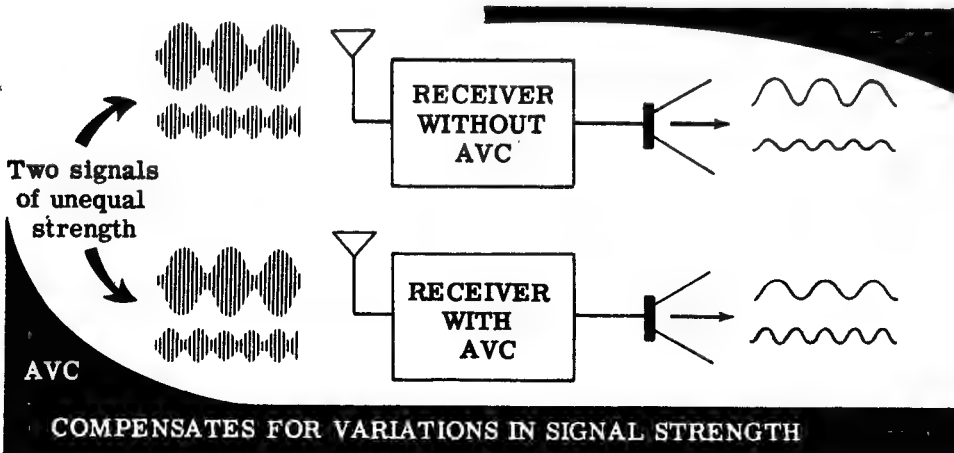 RECEIVER
WITHOUT
AVC
Two signals
of unequal
strength
RECEIVER
WITH
AVC
AVC
COMPENSATES FOR VARIATIONS IN SIGNAL STRENGTH